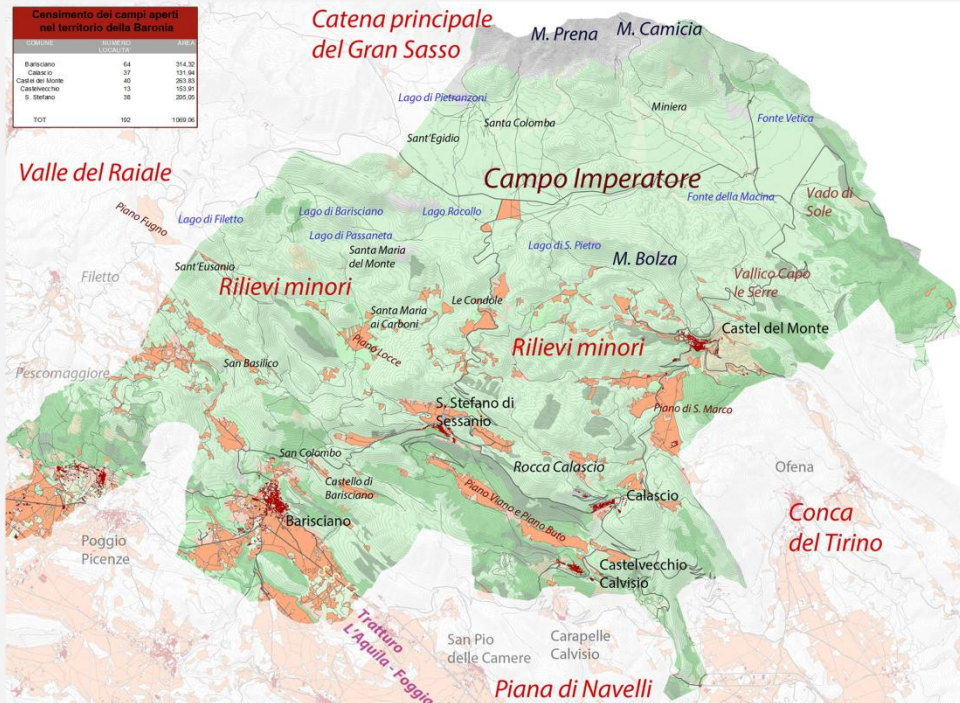 Censimento dei campi aperti
nel territorio della Baronia
COMUNE NUMERO LOCALITA' AREA
Barisciano 64 314,32
Calascio 37 131,94
Castel del Monte 40 263,83
Castelvecchio 13 153,91
S. Stefano 38 205,05
TOT 192 1069,06
Catena principale
del Gran Sasso
M. Prena
M. Camicia
Lago di Pietranzoni
Santa Colomba
Miniera
Fonte Vetica
Sant'Egidio
Valle del Raiale
Campo Imperatore
Piano Fugno
Lago di Filetto
Lago di Barisciano
Lago Racollo
Fonte della Macina
Vado di
Sole
Lago di Passaneta
Santa Maria
del Monte
Lago di S. Pietro
M. Bolza
Filetto
Sant'Eusanio
Rilievi minori
Vallico Capo
le Serre
Le Condole
Santa Maria
ai Carboni
Piano Locce
Rilievi minori
Castel del Monte
San Basilico
Pescomaggiore
S. Stefano di
Sessanio
Piano di S. Marco
San Colombo
Rocca Calascio
Ofena
Castello di
Barisciano
Piano Viano e Piano Buto
Calascio
Barisciano
Conca
del Tirino
Poggio
Picenze
Castelvecchio
Calvisio
Tratturo
L'Aquila - Foggia
San Pio
delle Camere
Carapelle
Calvisio
Piana di Navelli